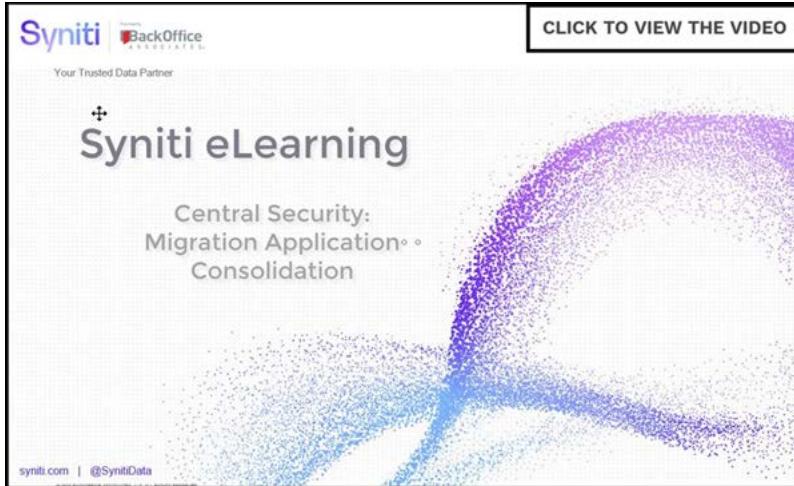 Syniti BackOffice
ASSOCIATES
CLICK TO VIEW THE VIDEO
Your Trusted Data Partner
Syniti eLearning
Central Security:
Migration Application
Consolidation
syniti.com | @SynitiData